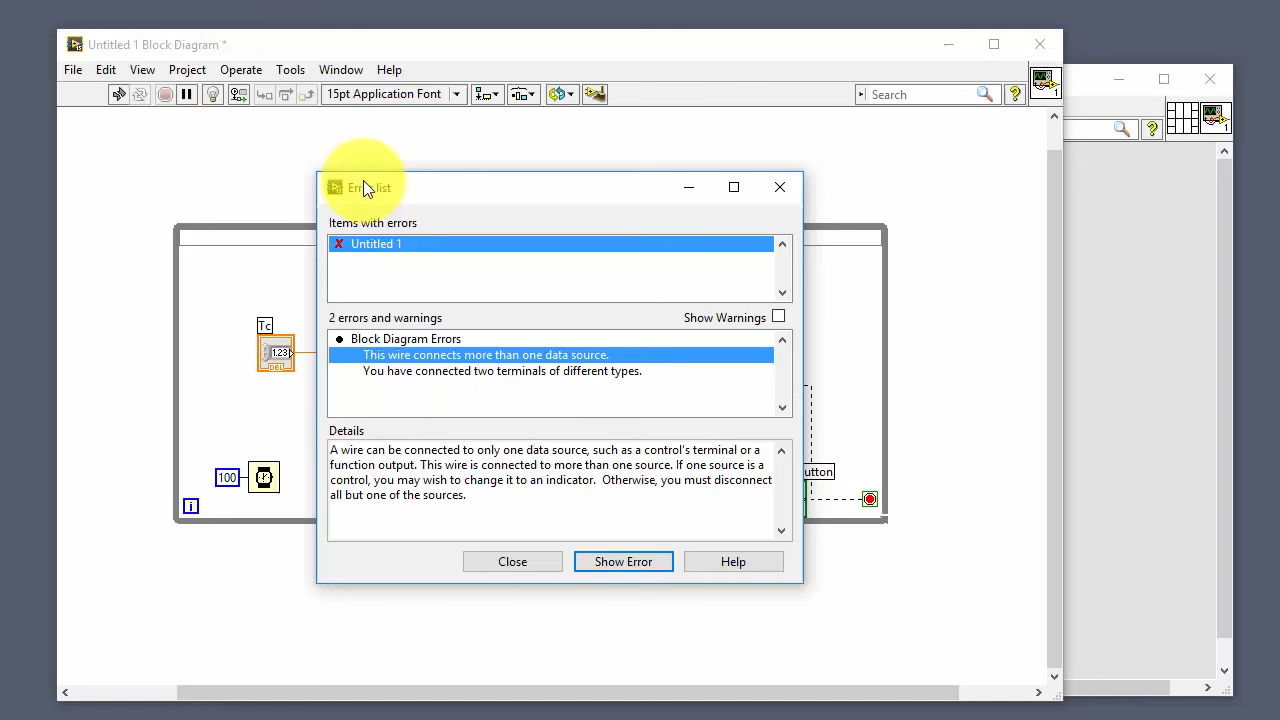 Untitled 1 Block Diagram *
File Edit View Project Operate Tools Window Help
15pt Application Font
Search
?
1
?
1
list
Items with errors
Untitled 1
2 errors and warnings
Show Warnings
Block Diagram Errors
This wire connects more than one data source.
You have connected two terminals of different types.
Details
A wire can be connected to only one data source, such as a control's terminal or a
function output. This wire is connected to more than one source. If one source is a
control, you may wish to change it to an indicator. Otherwise, you must disconnect
all but one of the sources.
Close
Show Error
Help
Tc
1.23
DBL
100
i
utton